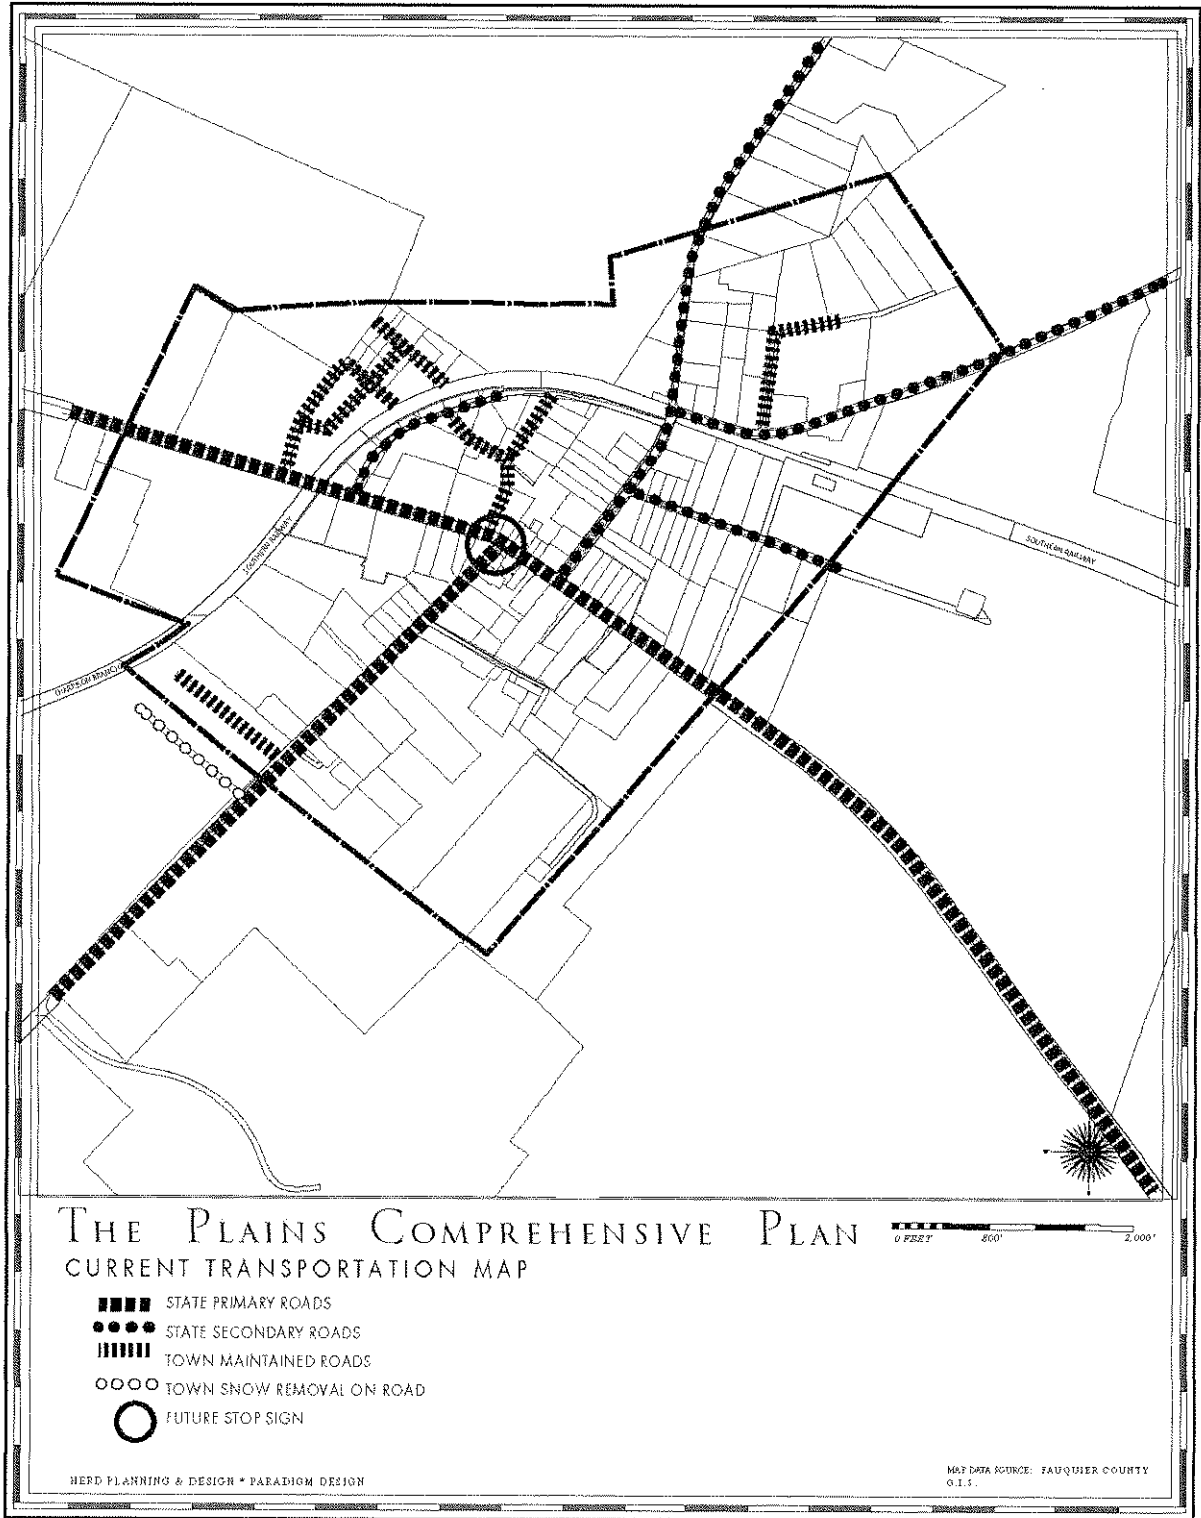 SOUTHERN RAILWAY
SOUTHERN RAILWAY
THE PLAINS COMPREHENSIVE PLAN
0 FEET 800' 2,000'
CURRENT TRANSPORTATION MAP
STATE PRIMARY ROADS
STATE SECONDARY ROADS
TOWN MAINTAINED ROADS
TOWN SNOW REMOVAL ON ROAD
FUTURE STOP SIGN
HERD PLANNING & DESIGN * PARADIGM DESIGN
MAP DATA SOURCE: FAUQUIER COUNTY
G.I.S.